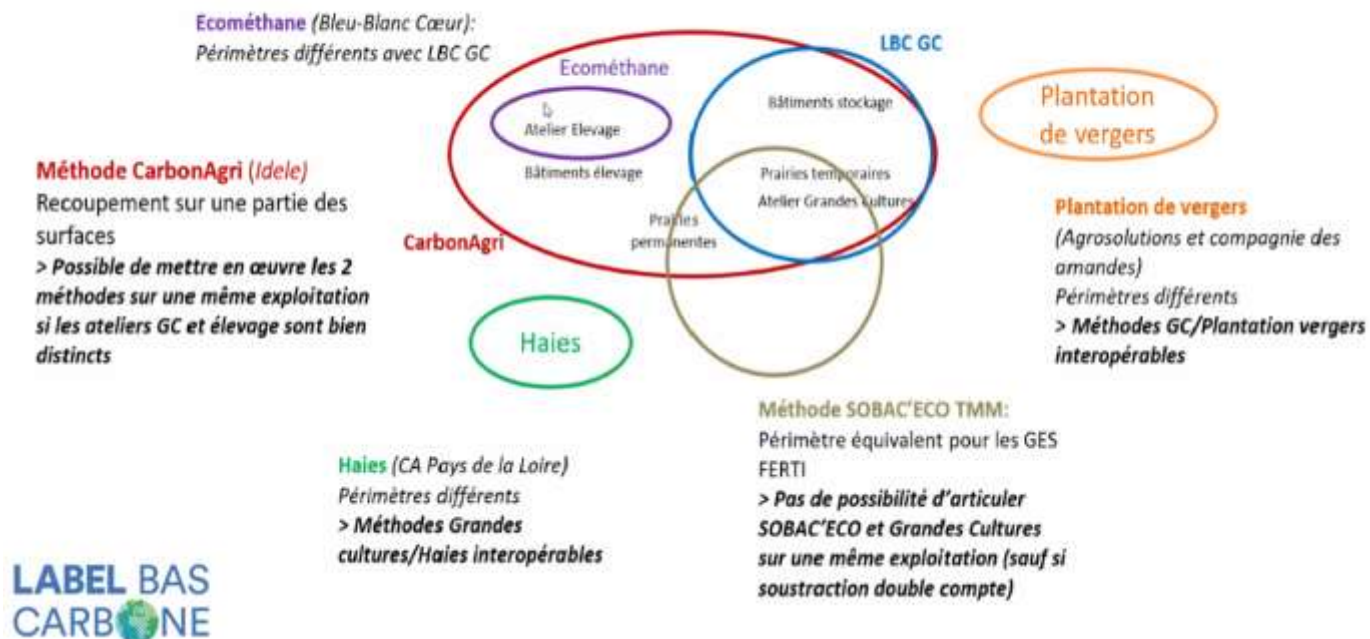 Ecométhane (Bleu-Blanc Cœur):
Périmètres différents avec LBC GC
LBC GC
Ecométhane
Bâtiments stockage
Atelier Elevage
Plantation
de vergers
Bâtiments élevage
Prairies temporaires
Atelier Grandes Cultures
Prairies
permanentes
CarbonAgri
Méthode CarbonAgri (Idele)
Recoupement sur une partie des
surfaces
> Possible de mettre en œuvre les 2
méthodes sur une même exploitation
si les ateliers GC et élevage sont bien
distincts
Plantation de vergers
(Agrosolutions et compagnie des
amandes)
Périmètres différents
> Méthodes GC/Plantation vergers
interopérables
Haies
Méthode SOBAC'ECO TMM:
Périmètre équivalent pour les GES
FERTI
> Pas de possibilité d'articuler
SOBAC'ECO et Grandes Cultures
sur une même exploitation (sauf si
soustraction double compte)
Haies (CA Pays de la Loire)
Périmètres différents
> Méthodes Grandes
cultures/Haies interopérables
LABEL BAS
CARBONE